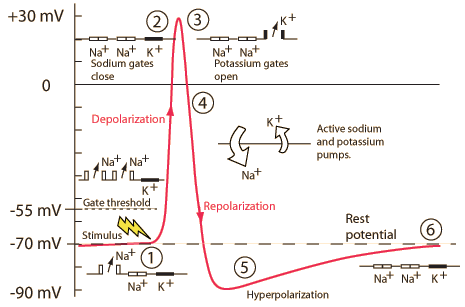 +30 mV
2
3
K+
Na+ Na+ K+
Na+ Na+
Sodium gates
close
Potassium gates
open
0
4
Depolarization
K+
Active sodium
and potassium
pumps.
Na+
Na+ Na+
K+
Gate threshold
-55 mV
Repolarization
Stimulus
Rest
potential
6
-70 mV
1
5
Na+
Na+ K+
Na+ Na+ K+
-90 mV
Hyperpolarization